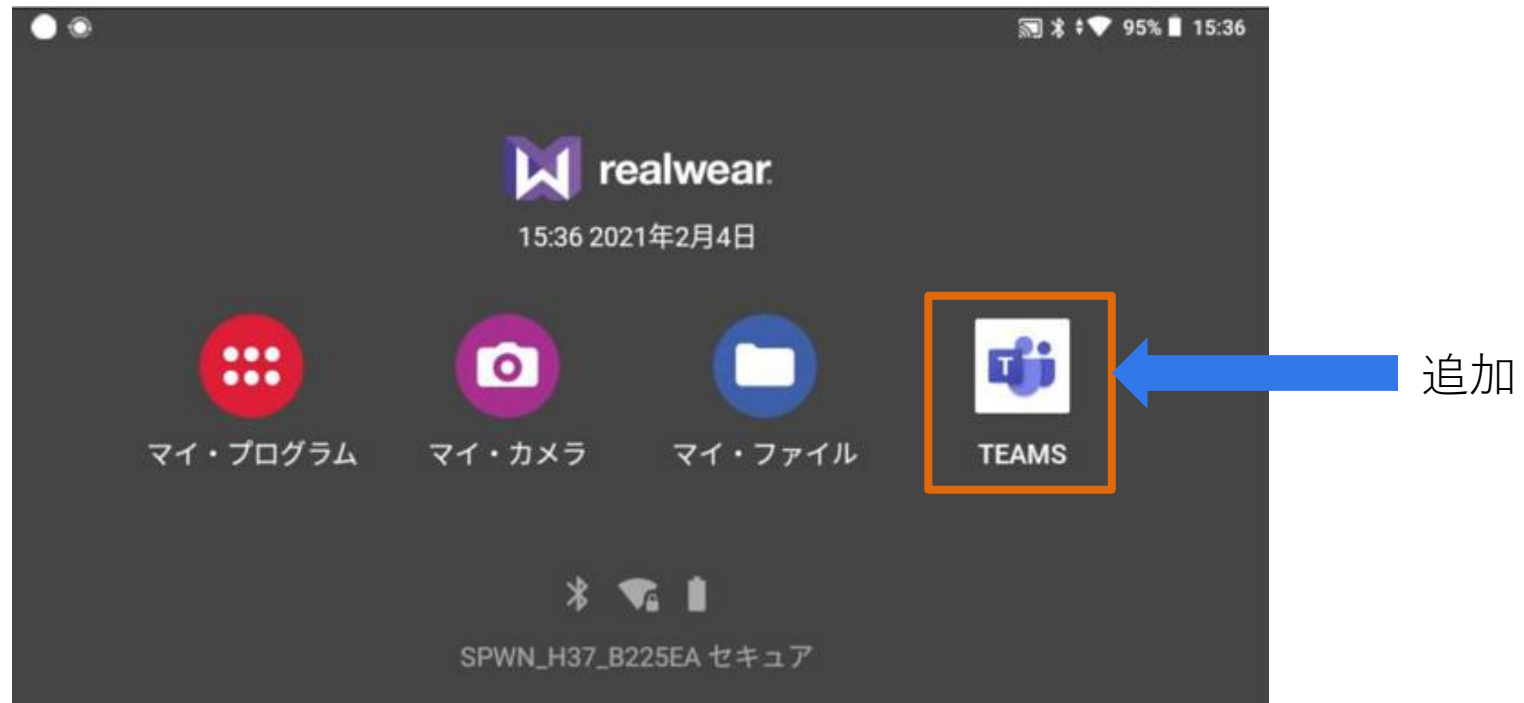 95% 15:36
realwear.
15:36 2021年2月4日
マイ・プログラム マイ・カメラ マイ・ファイル TEAMS
追加
SPWN_H37_B225EA セキュア